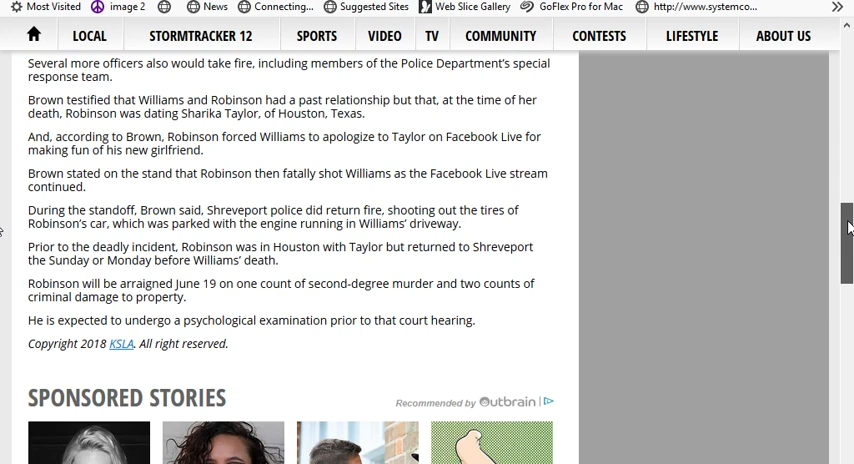 Most Visited image 2 News Connecting... Suggested Sites Web Slice Gallery GoFlex Pro for Mac http://www.systemco...
LOCAL STORMTRACKER 12 SPORTS VIDEO TV COMMUNITY CONTESTS LIFESTYLE ABOUT US
Several more officers also would take fire, including members of the Police Department's special
response team.
Brown testified that Williams and Robinson had a past relationship but that, at the time of her
death, Robinson was dating Sharika Taylor, of Houston, Texas.
And, according to Brown, Robinson forced Williams to apologize to Taylor on Facebook Live for
making fun of his new girlfriend.
Brown stated on the stand that Robinson then fatally shot Williams as the Facebook Live stream
continued.
During the standoff, Brown said, Shreveport police did return fire, shooting out the tires of
Robinson's car, which was parked with the engine running in Williams' driveway.
Prior to the deadly incident, Robinson was in Houston with Taylor but returned to Shreveport
the Sunday or Monday before Williams' death.
Robinson will be arraigned June 19 on one count of second-degree murder and two counts of
criminal damage to property.
He is expected to undergo a psychological examination prior to that court hearing.
Copyright 2018 KSLA. All right reserved.
SPONSORED STORIES
Recommended by Outbrain